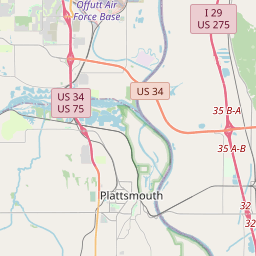 Offutt Air
Force Base
I 29
US 275
US 34
US 75
US 34
35 B-A
35 A-B
Plattsmouth
32
32